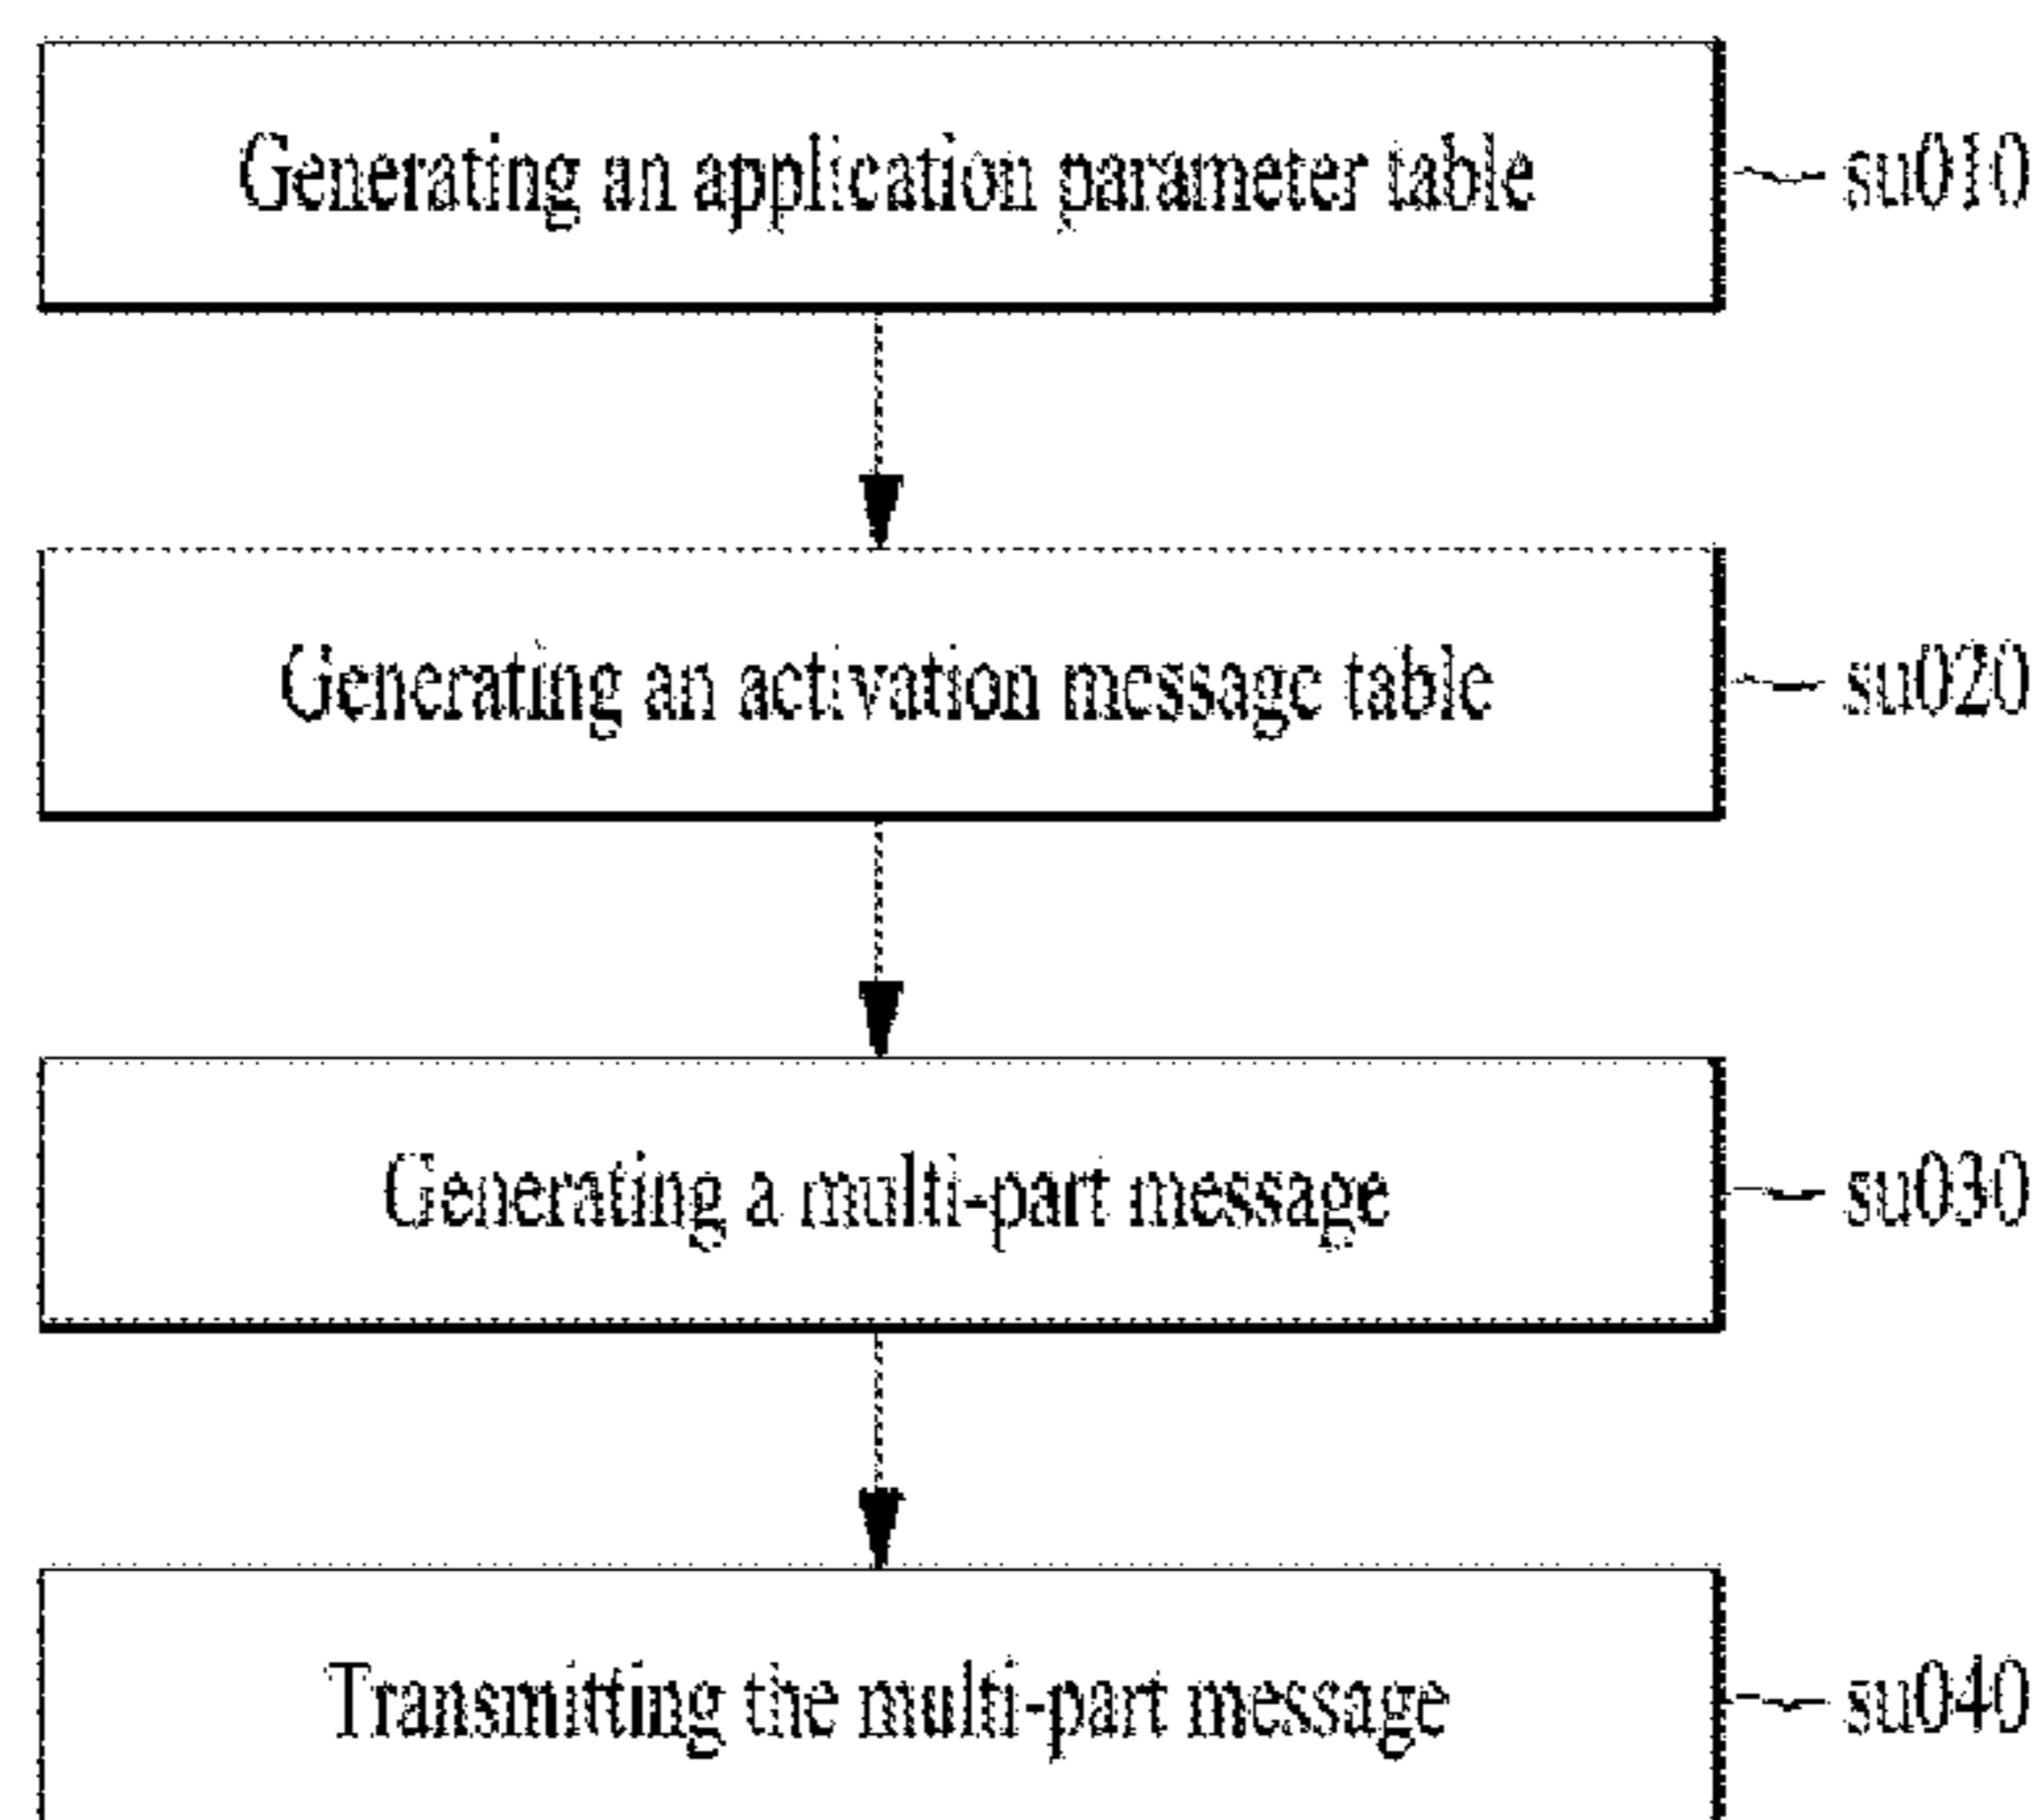 Generating an application parameter table su010
Generating an activation message table su020
Generating a multi-part message su030
Transmitting the multi-part message su040